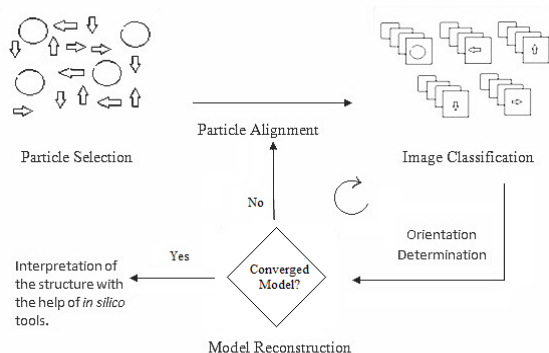 Particle Selection
Particle Alignment
Image Classification
No
Orientation
Determination
Yes
Converged
Model?
Interpretation of
the structure with
the help of in silico
tools.
Model Reconstruction